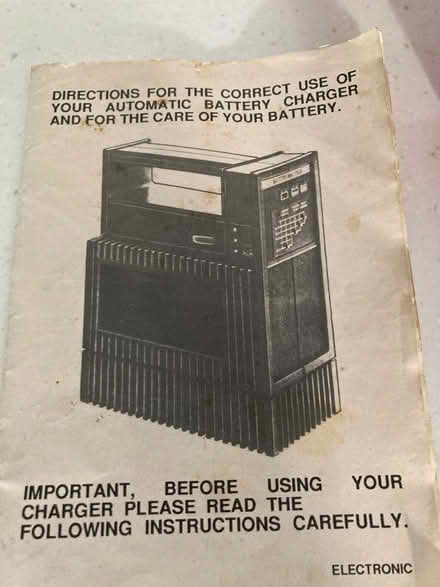 DIRECTIONS FOR THE CORRECT USE OF
YOUR AUTOMATIC BATTERY CHARGER
AND FOR THE CARE OF YOUR BATTERY.
IMPORTANT, BEFORE USING YOUR
CHARGER PLEASE READ THE
FOLLOWING INSTRUCTIONS CAREFULLY.
ELECTRONIC